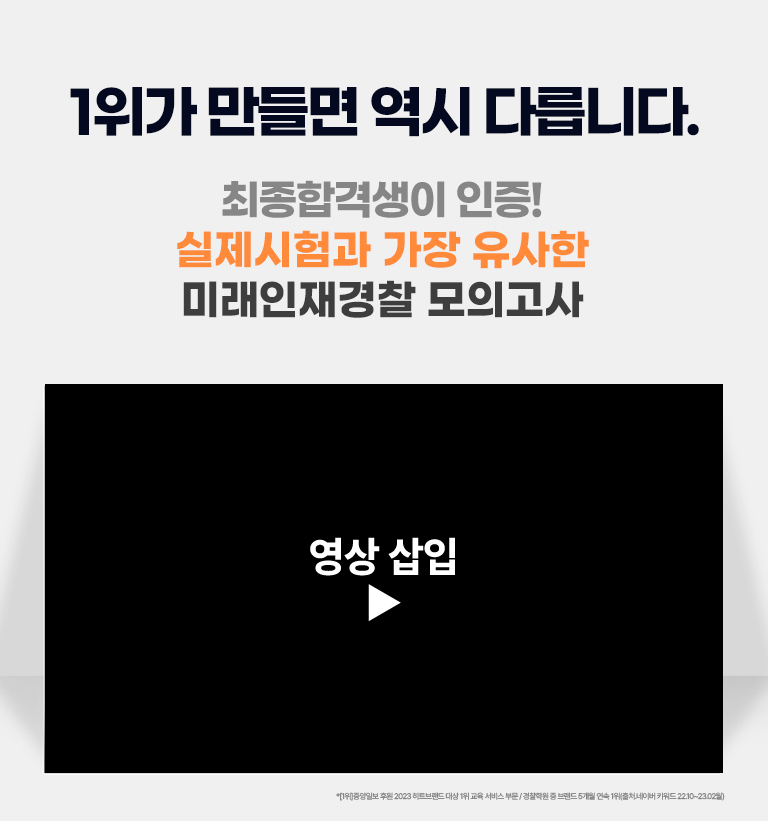 1위가 만들면 역시 다릅니다.
최종합격생이 인증!
실제시험과 가장 유사한
미래인재경찰 모의고사
영상 삽입
*[1위]중앙일보 후원 2023 히트브랜드 대상 1위 교육 서비스 부문 / 경찰학원 중 브랜드 5개월 연속 1위(출처.네이버 키워드 22.10~23.02월)